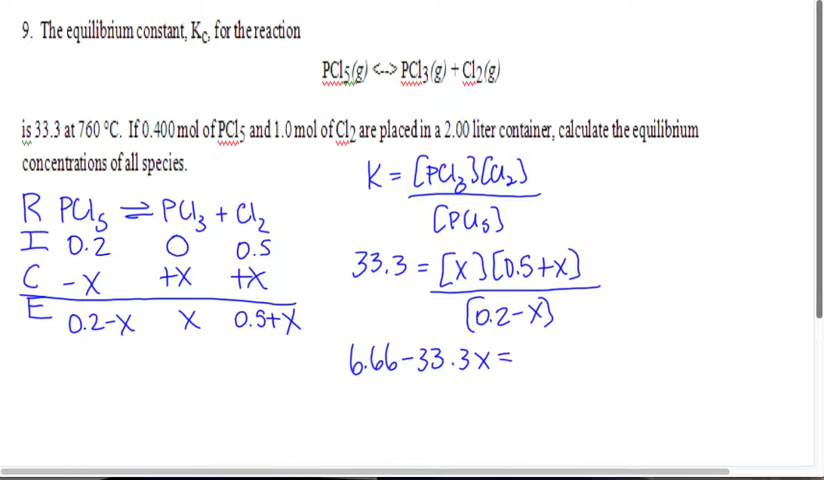 9. The equilibrium constant, KC, for the reaction
PCl5(g) <--> PCl3(g) + Cl2(g)
is 33.3 at 760 °C. If 0.400 mol of PCl5 and 1.0 mol of Cl2 are placed in a 2.00 liter container, calculate the equilibrium
concentrations of all species.
R PCl5 ⇌ PCl3 + Cl2
I 0.2 0 0.5
C -x +x +x
E 0.2-x x 0.5+x
K = [PCl3][Cl2]
[PCl5]
33.3 = [x][0.5+x]
[0.2-x]
6.66-33.3x =